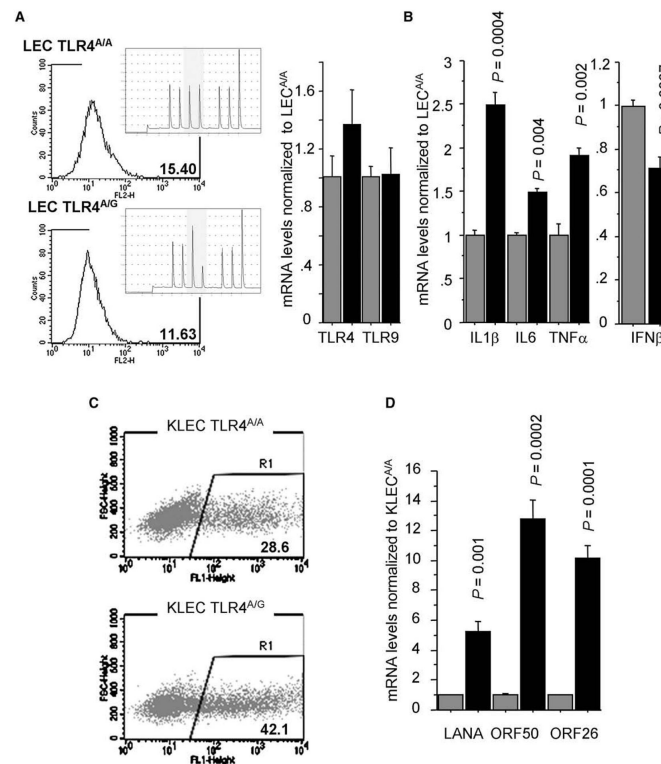 A
LEC TLR4A/A
Counts
100
80
60
40
20
0
15.40
10⁰ 10¹ 10² 10³ 10⁴
FL2-H
LEC TLR4A/G
Counts
100
80
60
40
20
0
11.63
10⁰ 10¹ 10² 10³ 10⁴
FL2-H
mRNA levels normalized to LECA/A
1.6
1.2
.8
.4
0
TLR4 TLR9
B
mRNA levels normalized to LECA/A
3
2.5
2
1.5
1
.5
0
P = 0.0004
P = 0.004
P = 0.002
IL1β IL6 TNFα
1.2
1
.8
.6
.4
.2
0
IFNβ
C
KLEC TLR4A/A
R1
FSC-Height
1000
800
600
400
200
0
28.6
10⁰ 10¹ 10² 10³ 10⁴
FL1-Height
KLEC TLR4A/G
R1
FSC-Height
1000
800
600
400
200
0
42.1
10⁰ 10¹ 10² 10³ 10⁴
FL1-Height
D
mRNA levels normalized to KLECA/A
16
14
12
10
8
6
4
2
0
P = 0.001
P = 0.0002
P = 0.0001
LANA ORF50 ORF26